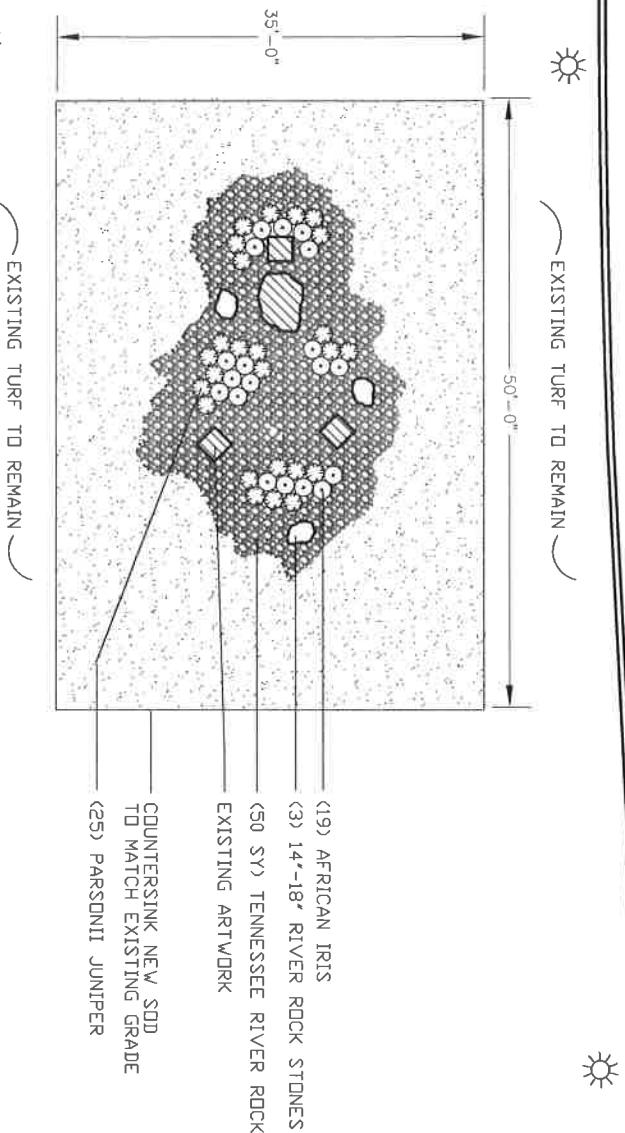 EXISTING TURF TO REMAIN
50'-0"
35'-0"
(19) AFRICAN IRIS
(3) 14"-18" RIVER ROCK STONES
(50 SY) TENNESSEE RIVER ROCK
EXISTING ARTWORK
COUNTERSINK NEW SOD
TO MATCH EXISTING GRADE
(25) PARSONII JUNIPER
EXISTING TURF TO REMAIN